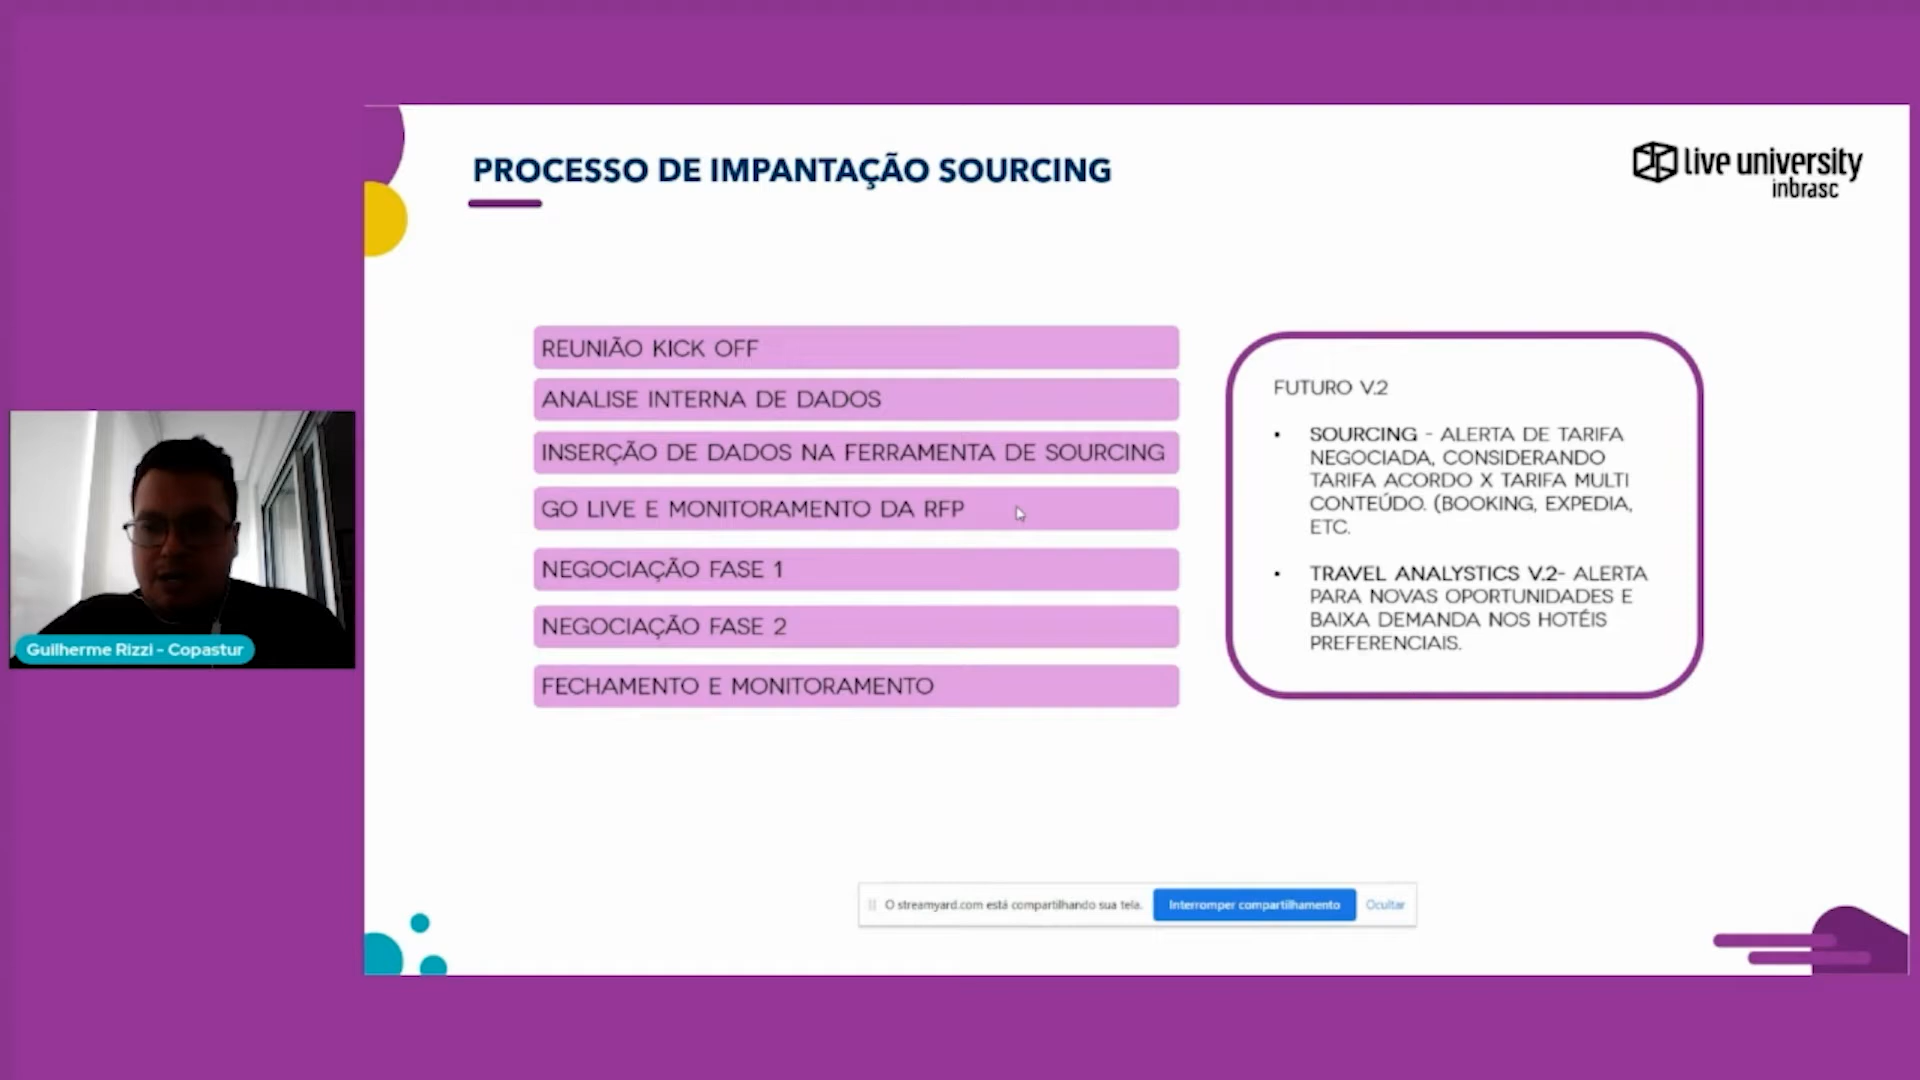 PROCESSO DE IMPANTAÇÃO SOURCING
live university
inbrasc
REUNIÃO KICK OFF
ANALISE INTERNA DE DADOS
INSERÇÃO DE DADOS NA FERRAMENTA DE SOURCING
GO LIVE E MONITORAMENTO DA RFP
NEGOCIAÇÃO FASE 1
NEGOCIAÇÃO FASE 2
FECHAMENTO E MONITORAMENTO
FUTURO V.2
• SOURCING - ALERTA DE TARIFA
NEGOCIADA, CONSIDERANDO
TARIFA ACORDO X TARIFA MULTI
CONTEÚDO. (BOOKING, EXPEDIA,
ETC.
• TRAVEL ANALYSTICS V.2- ALERTA
PARA NOVAS OPORTUNIDADES E
BAIXA DEMANDA NOS HOTÉIS
PREFERENCIAIS.
Guilherme Rizzi - Copastur
O streamyard.com está compartilhando sua tela. Interromper compartilhamento Ocultar